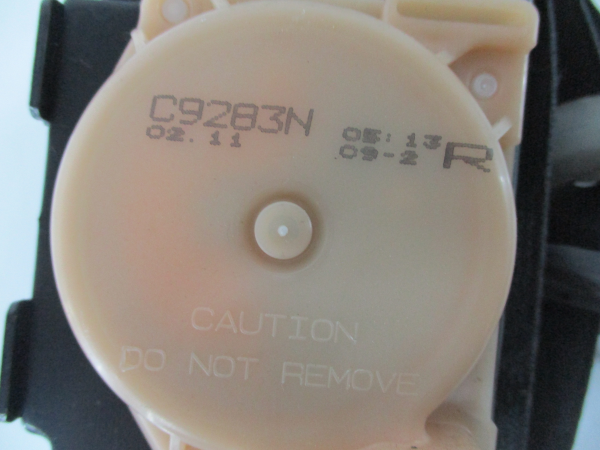 C9283N
02.11 05:13
09-2 R
CAUTION
DO NOT REMOVE